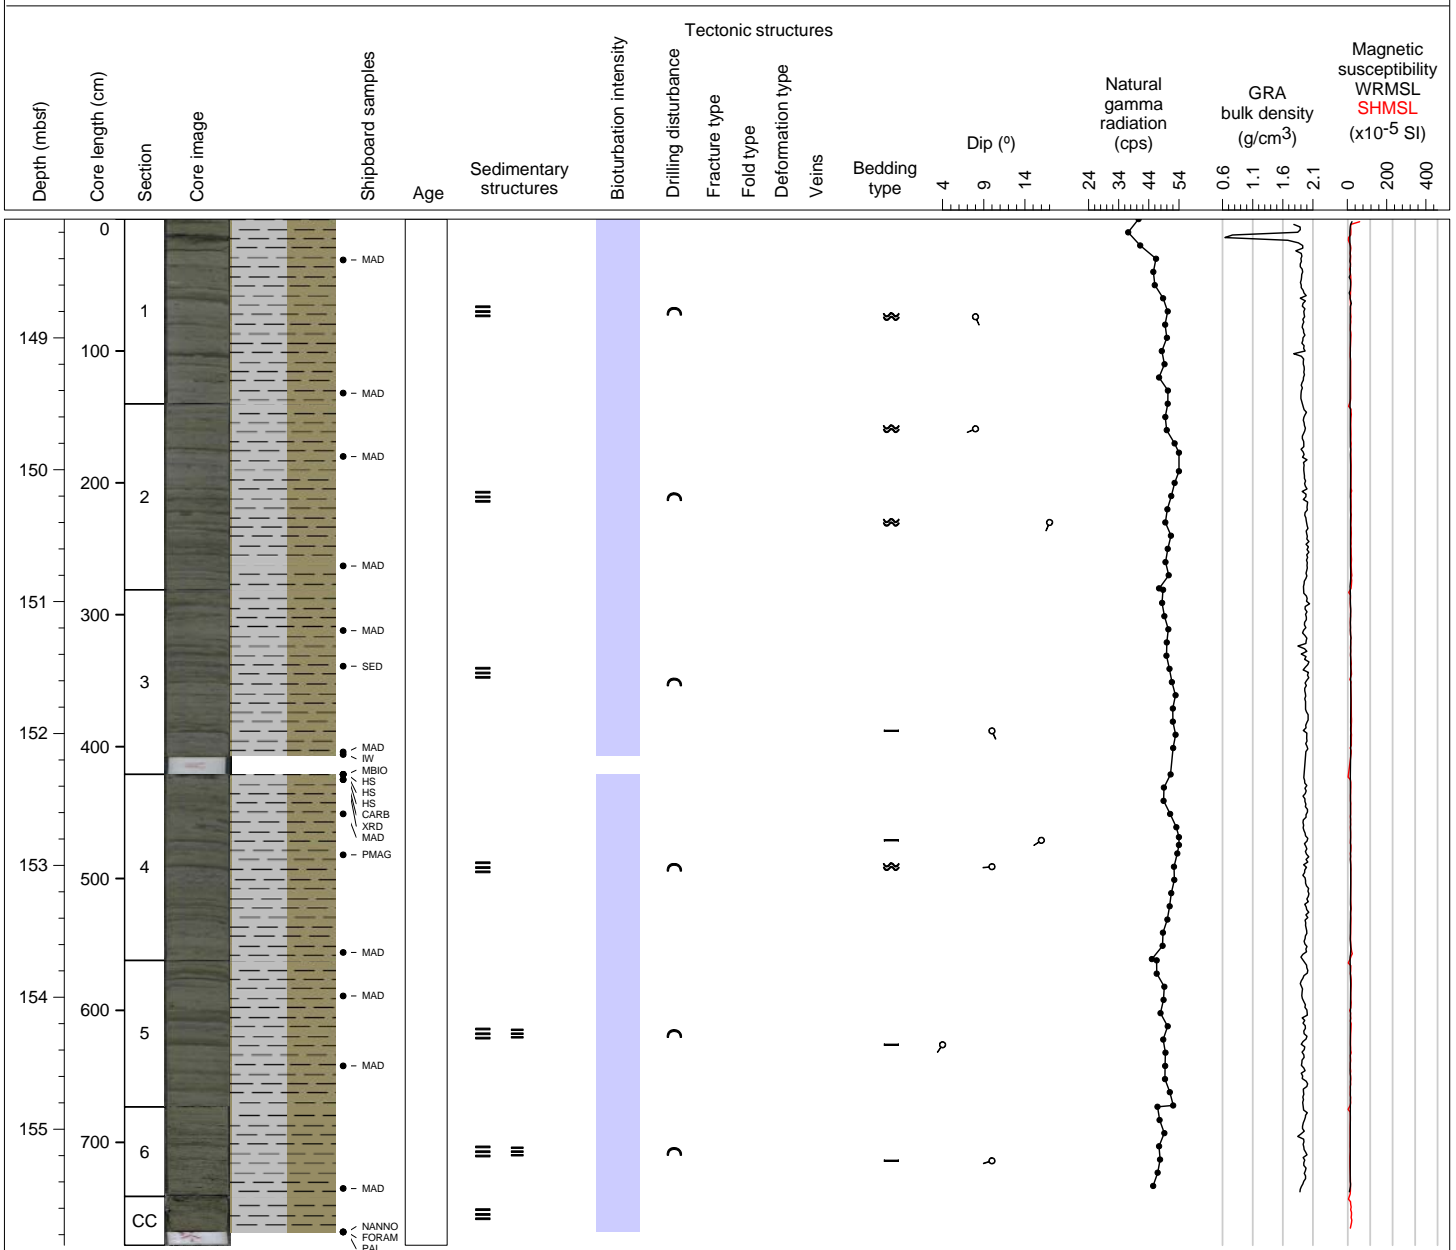 Tectonic structures
Depth (mbsf)
Core length (cm)
Section
Core image
Shipboard samples
Age
Sedimentary
structures
Bioturbation intensity
Drilling disturbance
Fracture type
Fold type
Deformation type
Veins
Bedding
type
Dip (º)
4 9 14
Natural
gamma
radiation
(cps)
24 34 44 54
GRA
bulk density
(g/cm3)
0.6 1.1 1.6 2.1
Magnetic
susceptibility
WRMSL
SHMSL
(x10-5 SI)
0 200 400
0
MAD
1
149
100
MAD
MAD
150
200
2
MAD
151
300
MAD
SED
3
152
400
MAD
IW
MBIO
HS
HS
HS
CARB
XRD
MAD
PMAG
153
4
500
MAD
154
MAD
600
5
MAD
155
700
6
MAD
CC
NANNO
FORAM
PAL